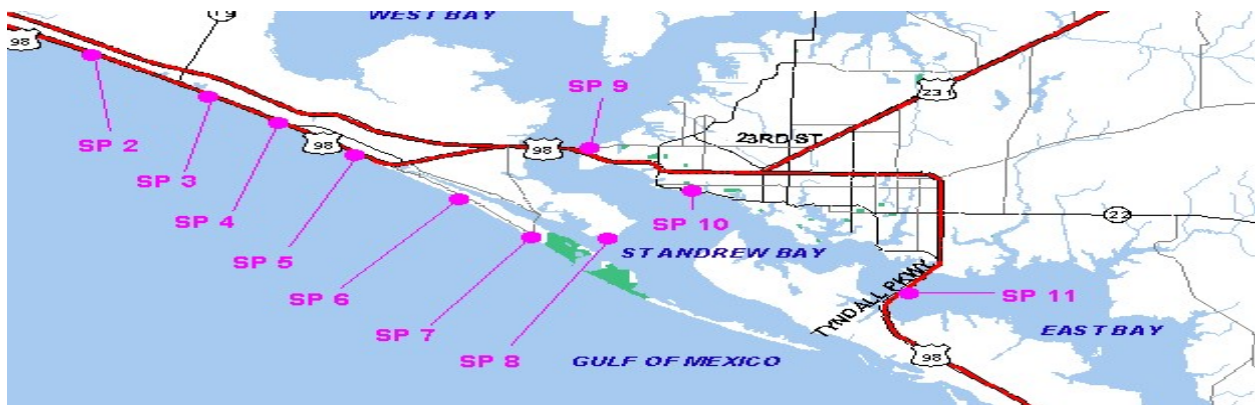 WEST BAY
19
98
SP 9
231
SP 2
23RD ST
98
98
SP 3
SP 4
SP 10
22
SP 5
ST ANDREW BAY
SP 6
TYNDALL PKWY
SP 11
SP 7
EAST BAY
SP 8
GULF OF MEXICO
98